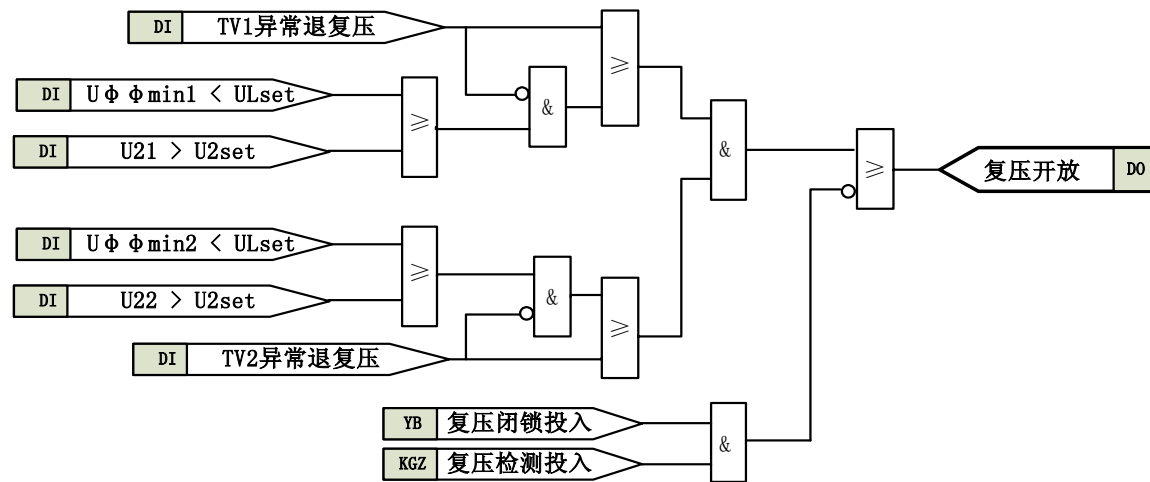 DI TV1异常退复压
≥
DI UΦΦmin1 < ULset
&
≥
DI U21 > U2set
&
≥
复压开放 DO
DI UΦΦmin2 < ULset
≥
&
DI U22 > U2set
≥
DI TV2异常退复压
YB 复压闭锁投入
&
KGZ 复压检测投入